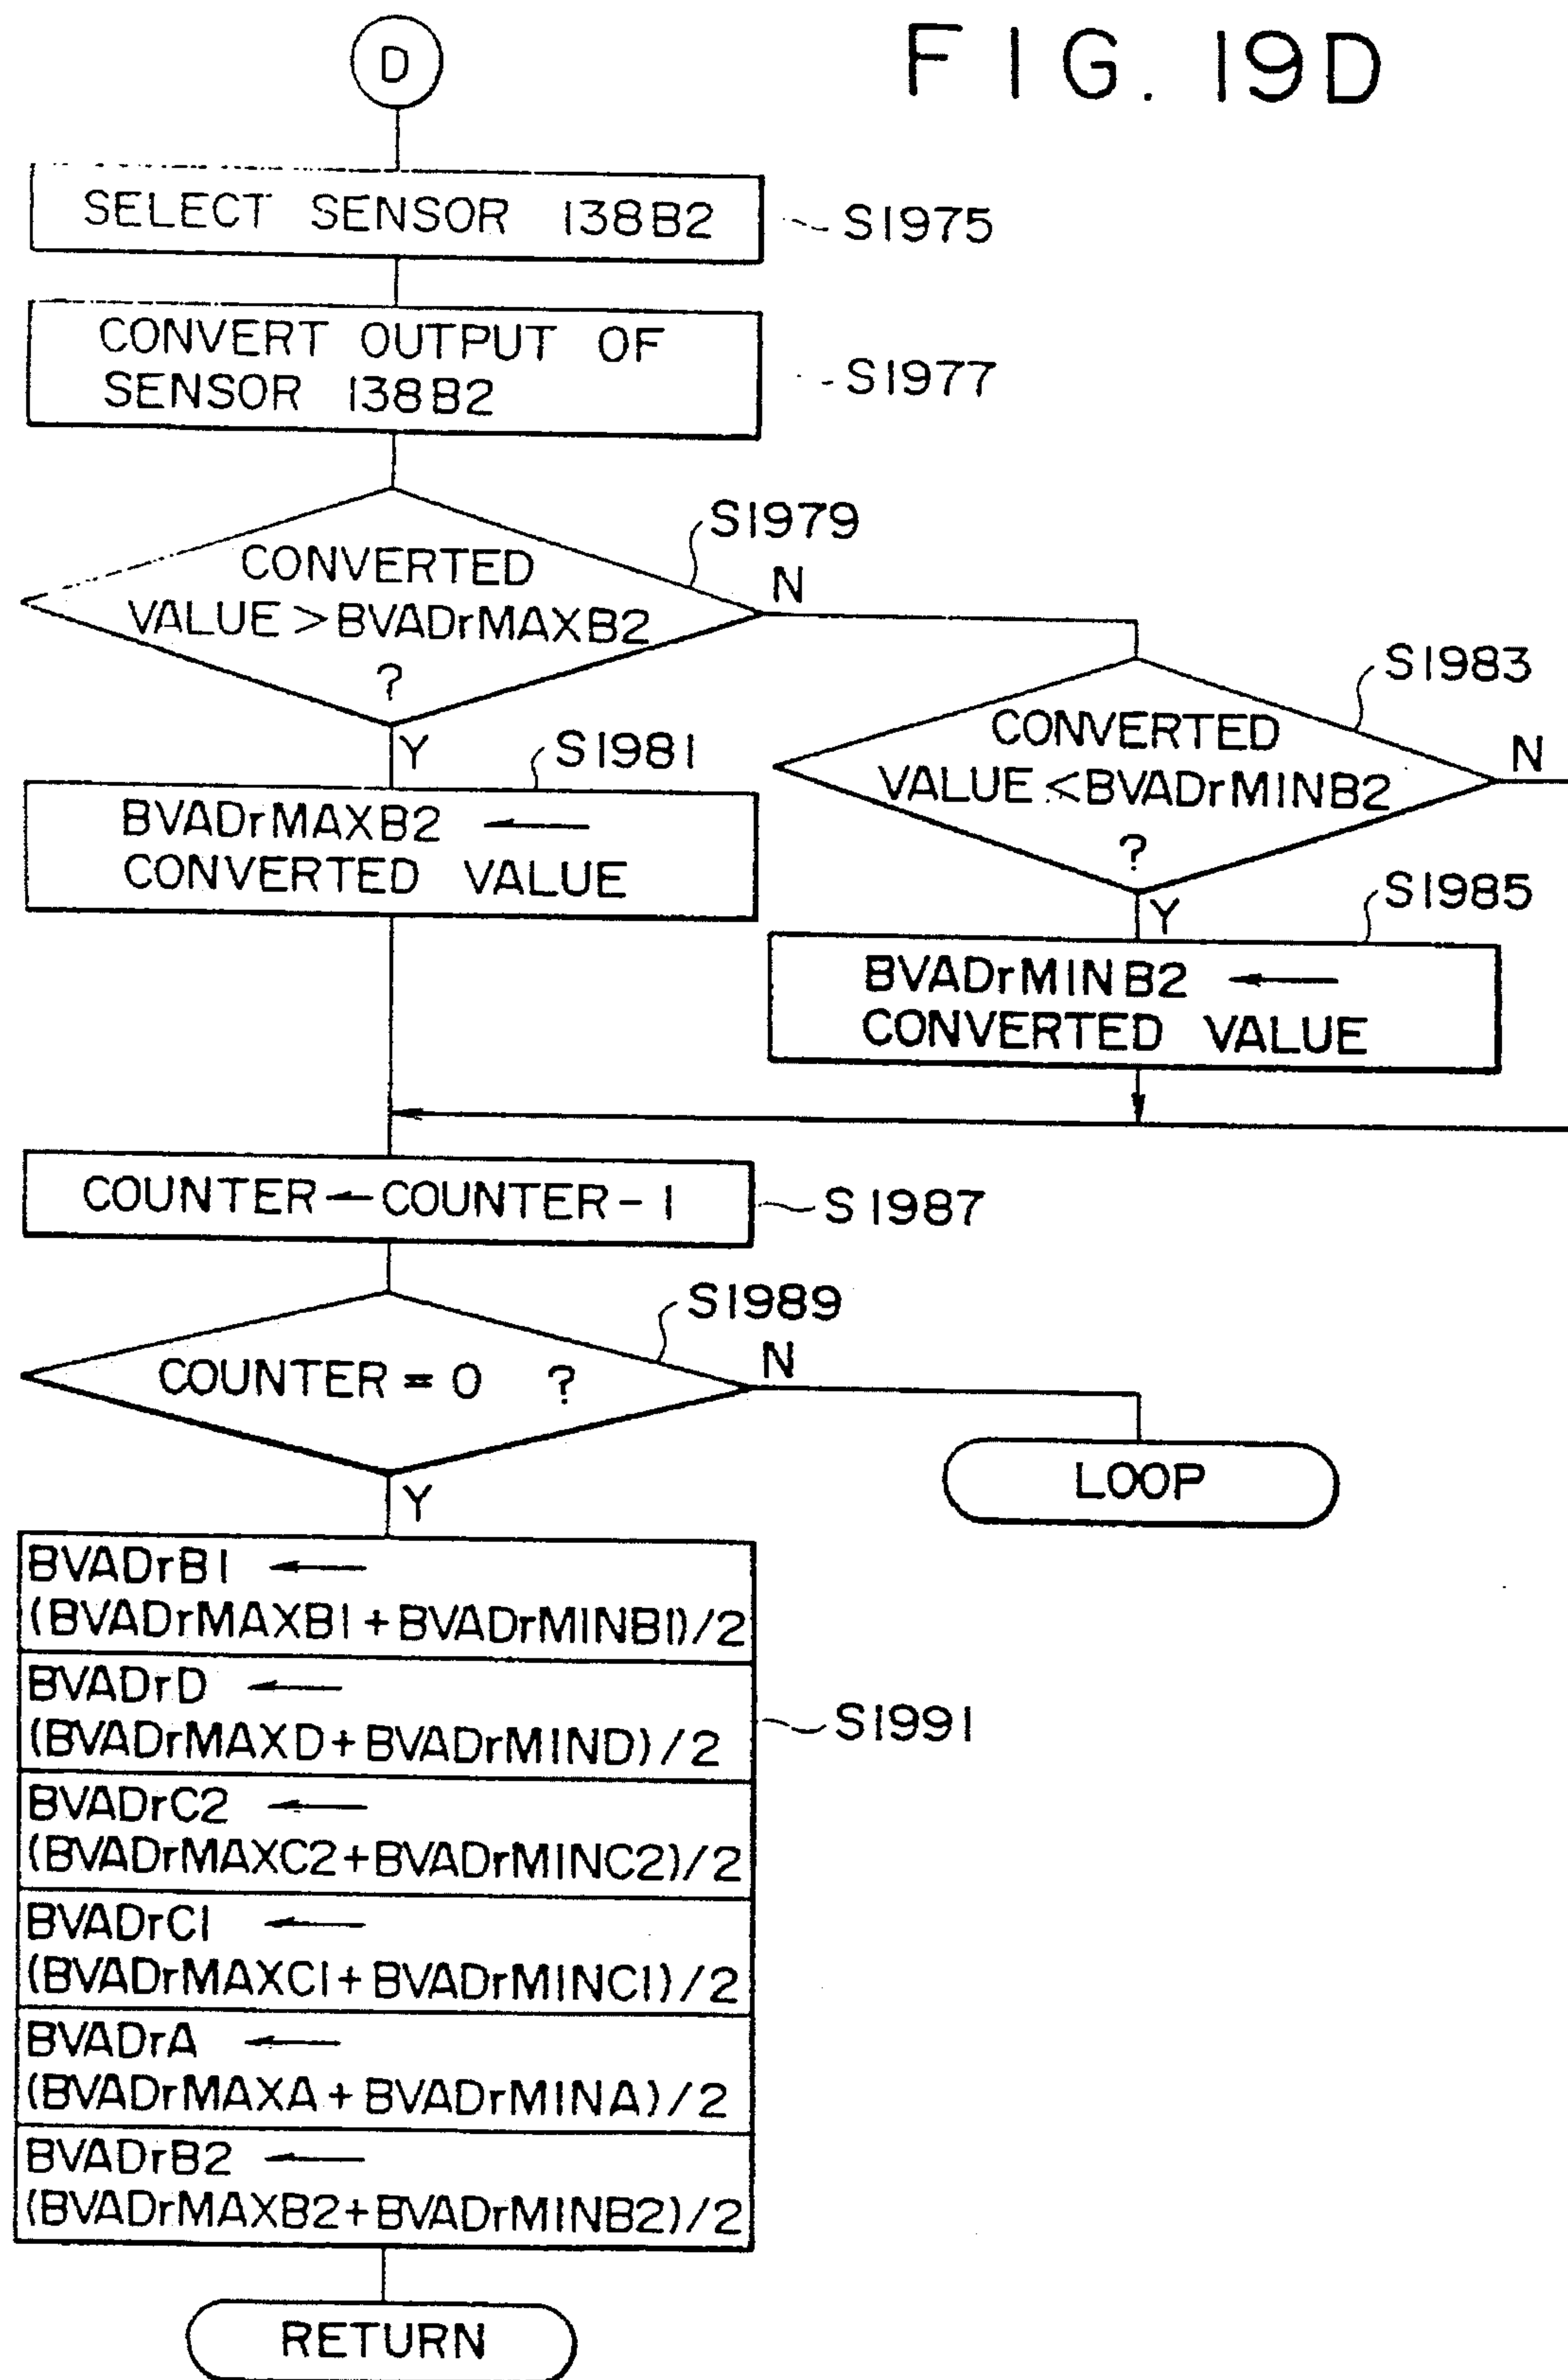 FIG. 19D
D
SELECT SENSOR 138B2
S1975
CONVERT OUTPUT OF
SENSOR 138B2
S1977
S1979
CONVERTED
VALUE > BVADrMAXB2
?
N
Y
S1983
CONVERTED
VALUE < BVADrMINB2
?
N
Y
S1981
BVADrMAXB2 ←
CONVERTED VALUE
S1985
BVADrMINB2 ←
CONVERTED VALUE
COUNTER ← COUNTER - 1
S1987
S1989
COUNTER = 0 ?
N
Y
LOOP
BVADrB1 ←
(BVADrMAXB1 + BVADrMINB1)/2
BVADrD ←
(BVADrMAXD + BVADrMIND)/2
S1991
BVADrC2 ←
(BVADrMAXC2 + BVADrMINC2)/2
BVADrC1 ←
(BVADrMAXC1 + BVADrMINC1)/2
BVADrA ←
(BVADrMAXA + BVADrMINA)/2
BVADrB2 ←
(BVADrMAXB2 + BVADrMINB2)/2
RETURN